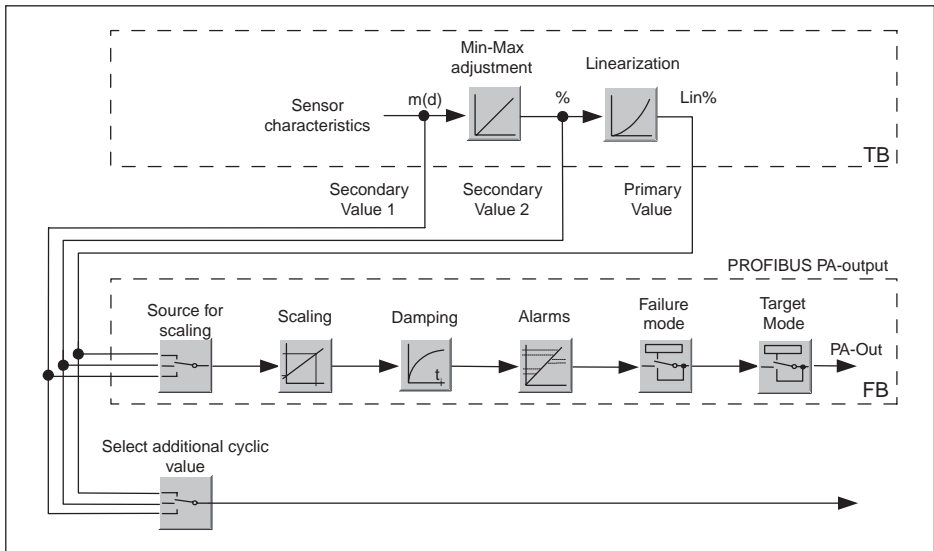 Min-Max
adjustment
Linearization
Sensor
characteristics
m(d)
%
Lin%
TB
Secondary
Value 1
Secondary
Value 2
Primary
Value
PROFIBUS PA-output
Source for
scaling
Scaling
Damping
Alarms
Failure
mode
Target
Mode
t
PA-Out
FB
Select additional cyclic
value